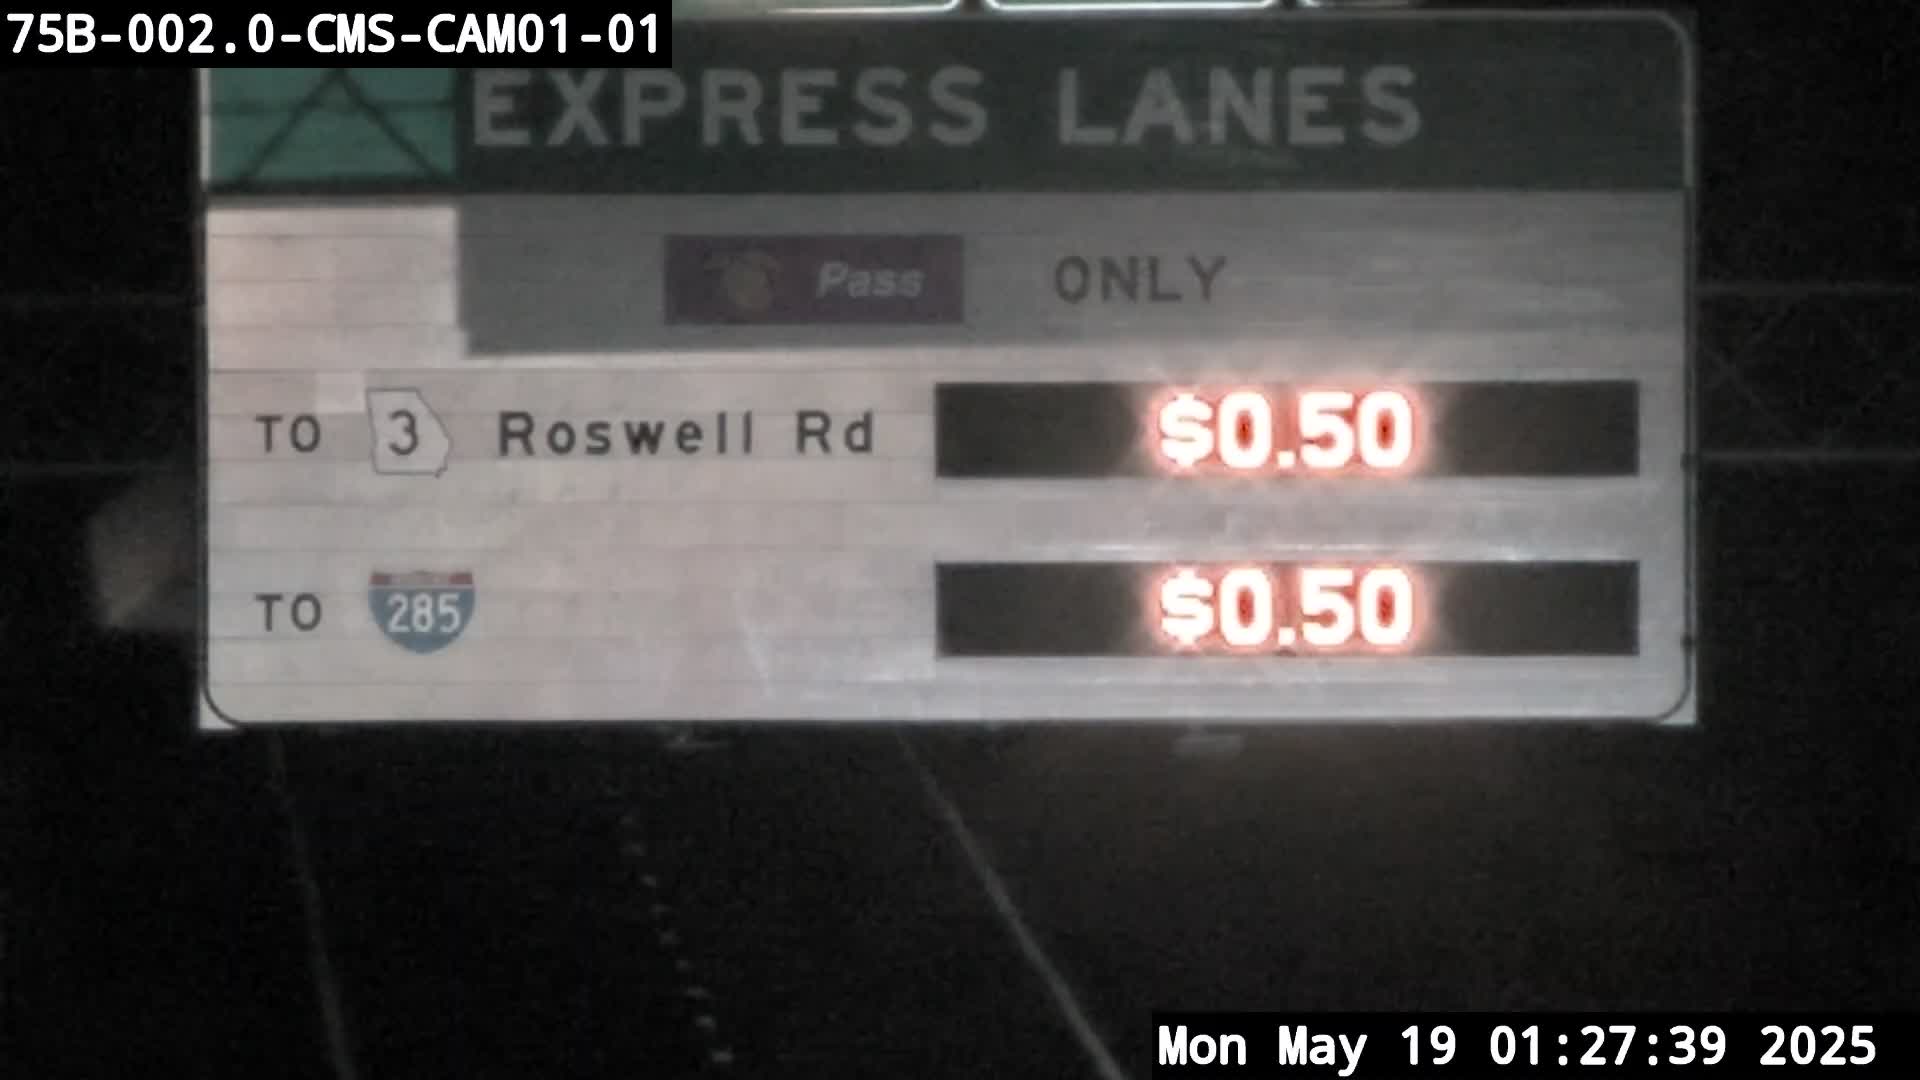 75B-002.0-CMS-CAM01-01
EXPRESS LANES
Pass ONLY
TO 3 Roswell Rd $0.50
TO 285 $0.50
Mon May 19 01:27:39 2025